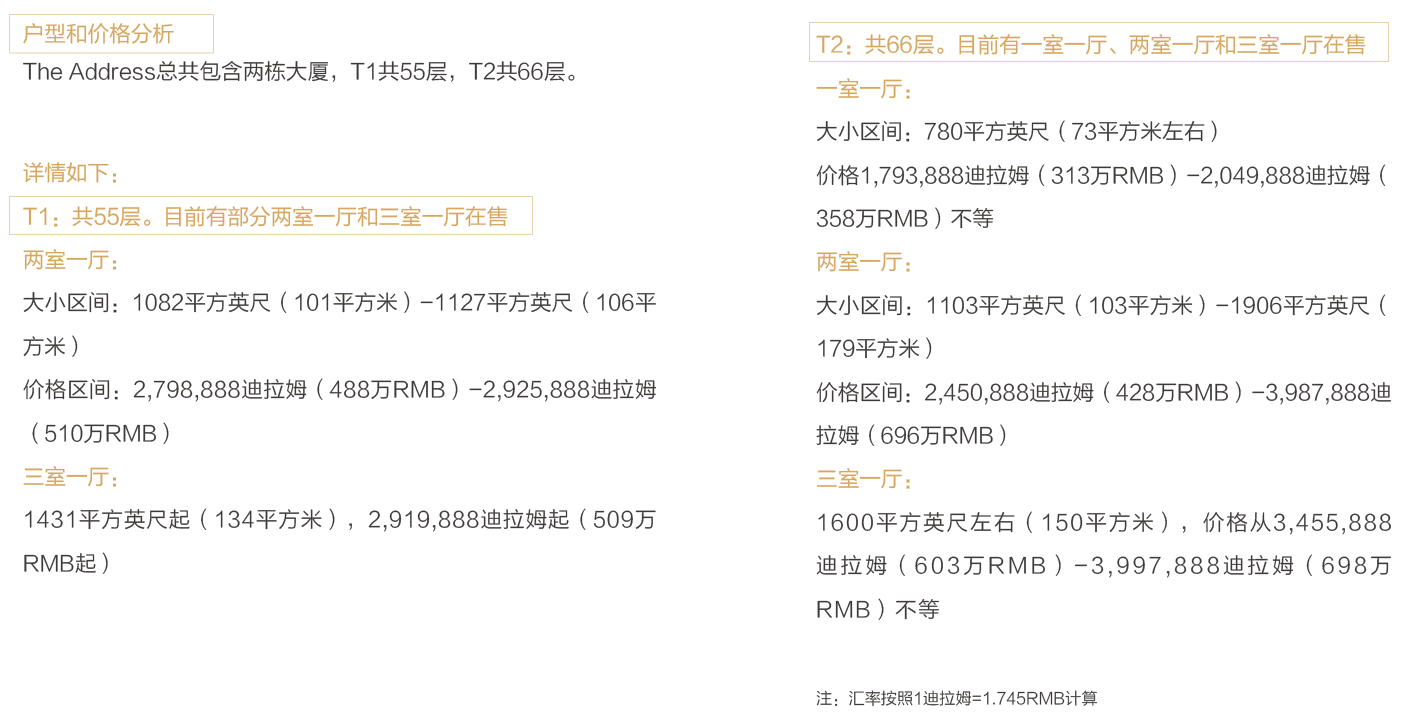 户型和价格分析
The Address总共包含两栋大厦，T1共55层，T2共66层。
详情如下：
T1：共55层。目前有部分两室一厅和三室一厅在售
两室一厅：
大小区间：1082平方英尺（101平方米）-1127平方英尺（106平
方米）
价格区间：2,798,888迪拉姆（488万RMB）-2,925,888迪拉姆
（510万RMB）
三室一厅：
1431平方英尺起（134平方米），2,919,888迪拉姆起（509万
RMB起）
T2：共66层。目前有一室一厅、两室一厅和三室一厅在售
一室一厅：
大小区间：780平方英尺（73平方米左右）
价格1,793,888迪拉姆（313万RMB）-2,049,888迪拉姆（
358万RMB）不等
两室一厅：
大小区间：1103平方英尺（103平方米）-1906平方英尺（
179平方米）
价格区间：2,450,888迪拉姆（428万RMB）-3,987,888迪
拉姆（696万RMB）
三室一厅：
1600平方英尺左右（150平方米），价格从3,455,888
迪拉姆（603万RMB）-3,997,888迪拉姆（698万
RMB）不等
注：汇率按照1迪拉姆=1.745RMB计算